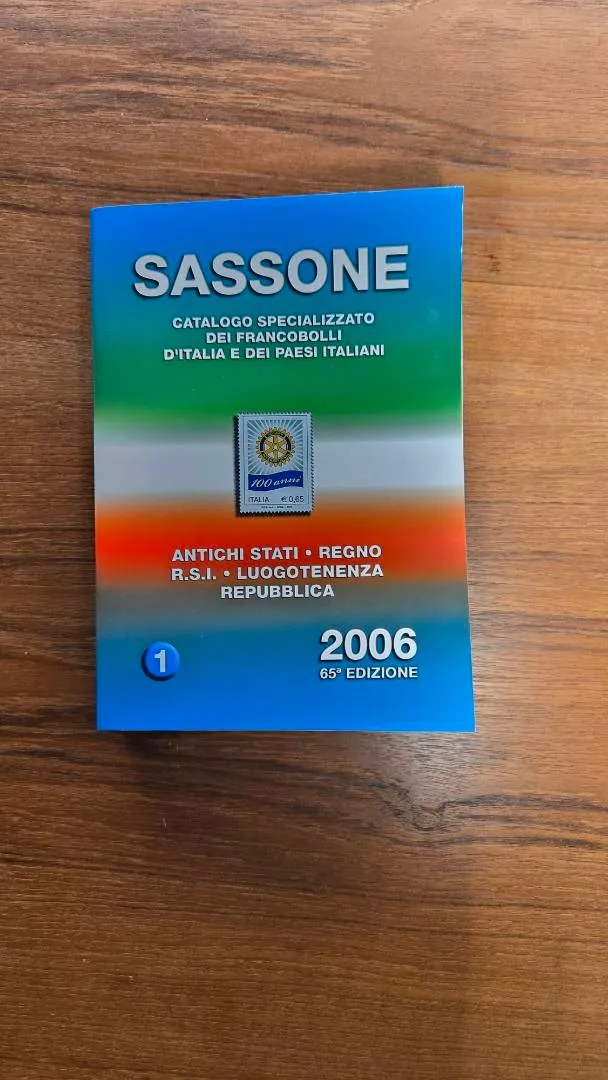 SASSONE
CATALOGO SPECIALIZZATO
DEI FRANCOBOLLI
D'ITALIA E DEI PAESI ITALIANI
100 anni
ITALIA €0,65
ANTICHI STATI • REGNO
R.S.I. • LUOGOTENENZA
REPUBBLICA
1
2006
65ª EDIZIONE